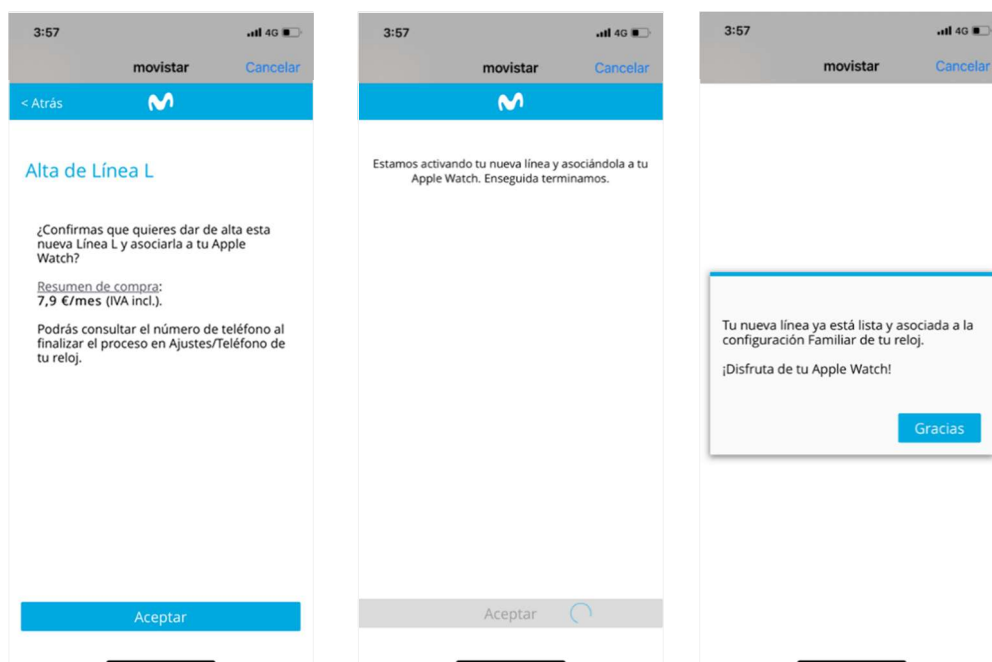 3:57
4G
movistar
Cancelar
< Atrás
Alta de Línea L
¿Confirmas que quieres dar de alta esta
nueva Línea L y asociarla a tu Apple
Watch?
Resumen de compra:
7,9 €/mes (IVA incl.).
Podrás consultar el número de teléfono al
finalizar el proceso en Ajustes/Teléfono de
tu reloj.
Aceptar
3:57
4G
movistar
Cancelar
Estamos activando tu nueva línea y asociándola a tu
Apple Watch. Enseguida terminamos.
Aceptar
3:57
4G
movistar
Cancelar
Tu nueva línea ya está lista y asociada a la
configuración Familiar de tu reloj.
¡Disfruta de tu Apple Watch!
Gracias